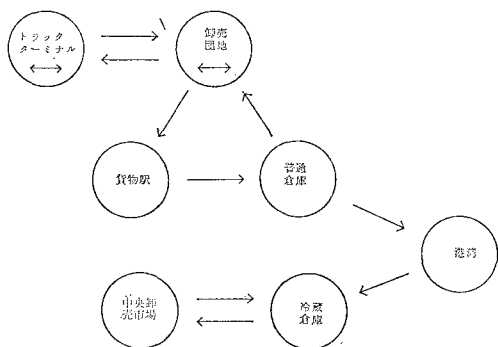 トラック
ターミナル
卸売
団地
貨物駅
普通
倉庫
港湾
中央卸
売市場
冷蔵
倉庫